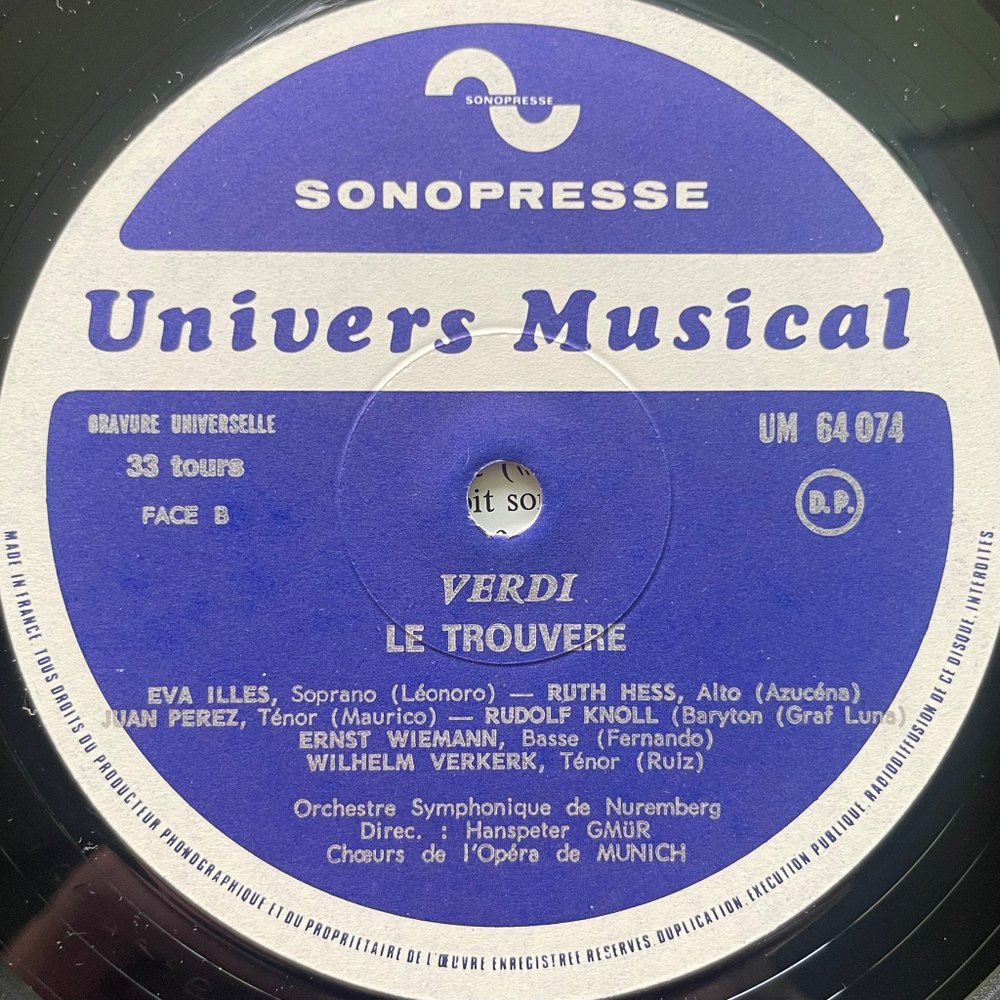 SONOPRESSE
SONOPRESSE
Univers Musical
GRAVURE UNIVERSELLE
33 tours
FACE B
UM 64 074
D.P.
it so
VERDI
LE TROUVERE
EVA ILLES, Soprano (Léonoro) — RUTH HESS, Alto (Azucéna)
JUAN PEREZ, Ténor (Maurico) — RUDOLF KNOLL (Baryton (Graf Luna)
ERNST WIEMANN, Basse (Fernando)
WILHELM VERKERK, Ténor (Ruiz)
Orchestre Symphonique de Nuremberg
Direc. : Hanspeter GMÜR
Chœurs de l'Opéra de MUNICH
MADE IN FRANCE. TOUS DROITS DU PRODUCTEUR PHONOGRAPHIQUE ET DU PROPRIETAIRE DE L'ŒUVRE ENREGISTREE RESERVES. DUPLICATION. EXECUTION PUBLIQUE. RADIODIFFUSION DE CE DISQUE. INTERDITES